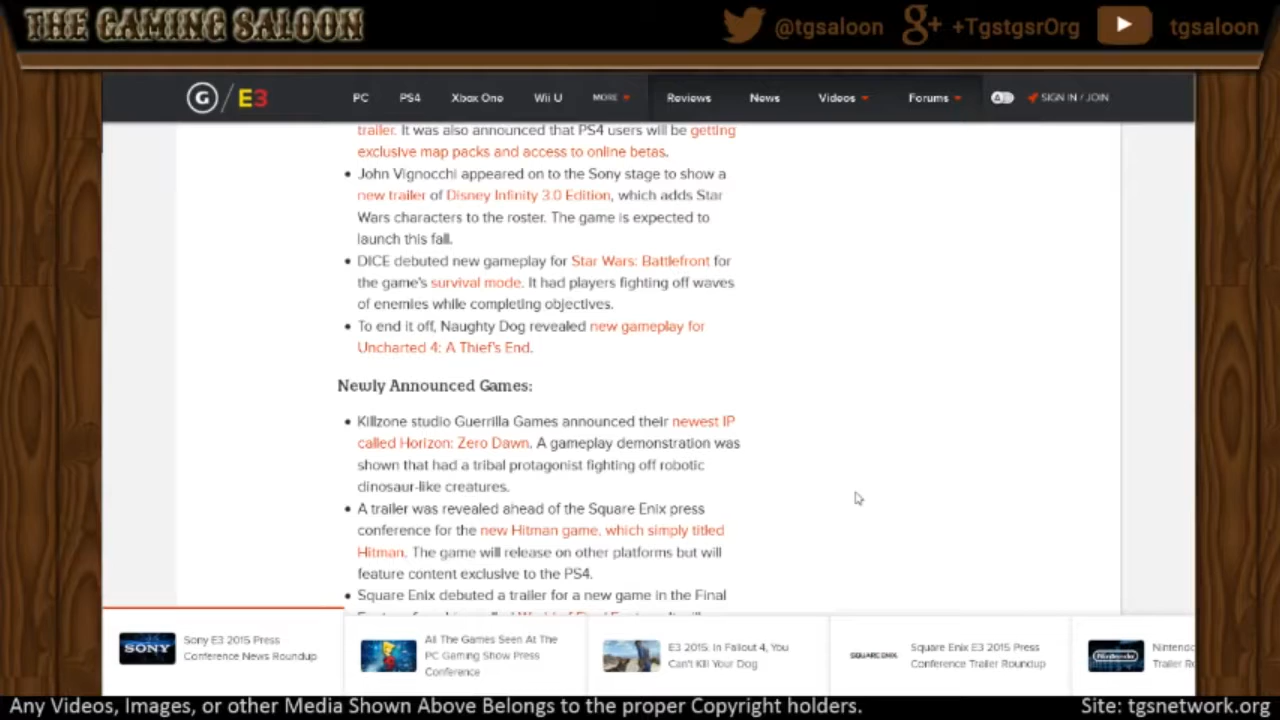 THE GAMING SALOON
@tgsaloon
+TgstgsrOrg
tgsaloon
G / E3 PC PS4 Xbox One Wii U MORE Reviews News Videos Forums SIGN IN / JOIN
trailer. It was also announced that PS4 users will be getting
exclusive map packs and access to online betas.
• John Vignocchi appeared on to the Sony stage to show a
new trailer of Disney Infinity 3.0 Edition, which adds Star
Wars characters to the roster. The game is expected to
launch this fall.
• DICE debuted new gameplay for Star Wars: Battlefront for
the game's survival mode. It had players fighting off waves
of enemies while completing objectives.
• To end it off, Naughty Dog revealed new gameplay for
Uncharted 4: A Thief's End.
Newly Announced Games:
• Killzone studio Guerrilla Games announced their newest IP
called Horizon: Zero Dawn. A gameplay demonstration was
shown that had a tribal protagonist fighting off robotic
dinosaur-like creatures.
• A trailer was revealed ahead of the Square Enix press
conference for the new Hitman game, which simply titled
Hitman. The game will release on other platforms but will
feature content exclusive to the PS4.
• Square Enix debuted a trailer for a new game in the Final
SONY
Sony E3 2015 Press
Conference News Roundup
All The Games Seen At The
PC Gaming Show Press
Conference
E3 2015: In Fallout 4, You
Can't Kill Your Dog
SQUARE ENIX
Square Enix E3 2015 Press
Conference Trailer Roundup
Nintendo
Nintendo
Trailer Ro
Any Videos, Images, or other Media Shown Above Belongs to the proper Copyright holders.
Site: tgsnetwork.org